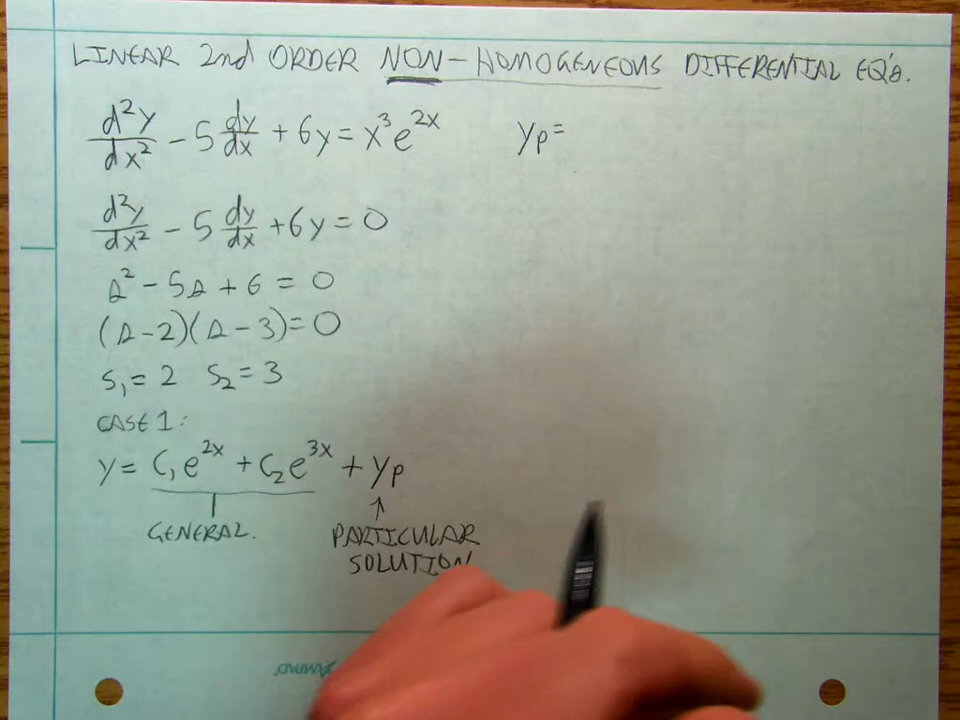 LINEAR 2nd ORDER NON-HOMOGENEOUS DIFFERENTIAL EQ'S.
d²y/dx² - 5 dy/dx + 6y = x³e^2x
yp=
d²y/dx² - 5 dy/dx + 6y = 0
s² - 5s + 6 = 0
(s-2)(s-3)=0
s₁=2 s₂=3
CASE 1:
y= C₁e^2x + C₂e^3x + yp
GENERAL.
PARTICULAR
SOLUTION